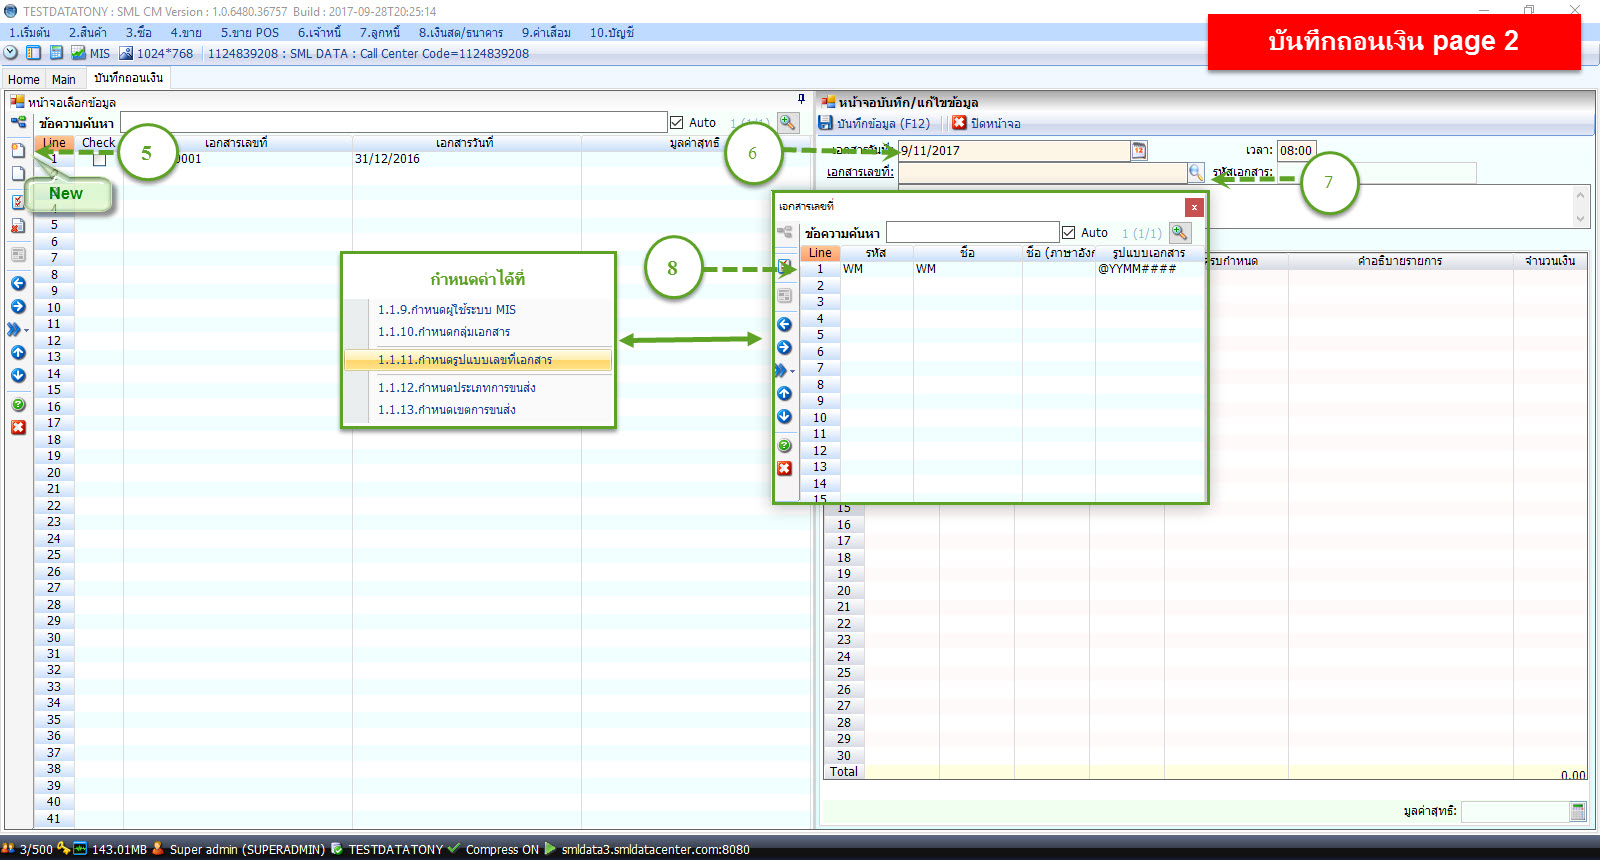 TESTDATATONY : SML CM Version : 1.0.6480.36757  Build : 2017-09-28T20:25:14
1.เริ่มต้น 2.สินค้า 3.ซื้อ 4.ขาย 5.ขาย POS 6.เจ้าหนี้ 7.ลูกหนี้ 8.เงินสด/ธนาคาร 9.ค่าเสื่อม 10.บัญชี
บันทึกถอนเงิน page 2
MIS 1024*768 1124839208 : SML DATA : Call Center Code=1124839208
Home Main บันทึกถอนเงิน
หน้าจอเลือกข้อมูล
ข้อความค้นหา Auto 1 (1/1)
Line Check เอกสารเลขที่ เอกสารวันที่ มูลค่าสุทธิ
1 0001 31/12/2016
5
New
4
5
6
7
8
9
10
11
12
13
14
15
16
17
18
19
20
21
22
23
24
25
26
27
28
29
30
31
32
33
34
35
36
37
38
39
40
41
กำหนดค่าได้ที่
1.1.9.กำหนดผู้ใช้ระบบ MIS
1.1.10.กำหนดกลุ่มเอกสาร
1.1.11.กำหนดรูปแบบเลขที่เอกสาร
1.1.12.กำหนดประเภทการขนส่ง
1.1.13.กำหนดเขตการขนส่ง
หน้าจอบันทึก/แก้ไขข้อมูล
บันทึกข้อมูล (F12) ปิดหน้าจอ
6
เอกสารวันที่: 9/11/2017 12 เวลา: 08:00
เอกสารเลขที่: รหัสเอกสาร:
7
เอกสารเลขที่ x
ข้อความค้นหา Auto 1 (1/1)
Line รหัส ชื่อ ชื่อ (ภาษาอังก รูปแบบเอกสาร
8
1 WM WM @YYMM####
2
3
4
5
6
7
8
9
10
11
12
13
14
15
ครบกำหนด คำอธิบายรายการ จำนวนเงิน
15
16
17
18
19
20
21
22
23
24
25
26
27
28
29
30
Total 0.00
มูลค่าสุทธิ:
3/500 143.01MB Super admin (SUPERADMIN) TESTDATATONY Compress ON smldata3.smldatacenter.com:8080